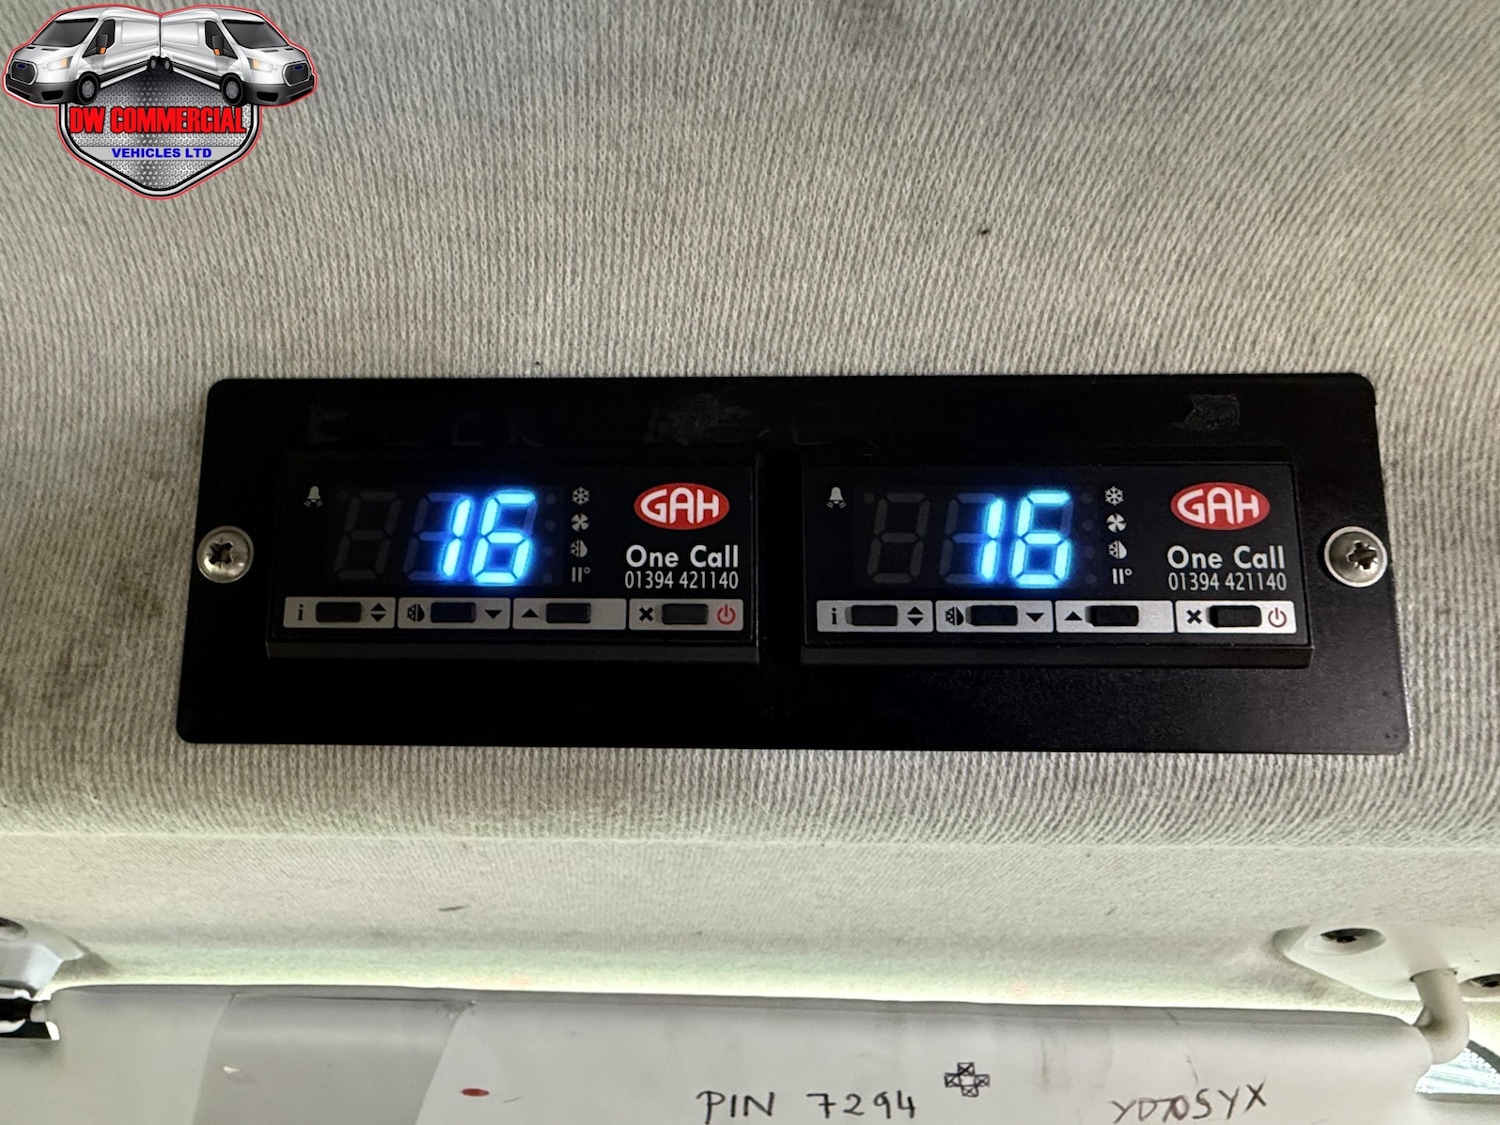 DW COMMERCIAL
VEHICLES LTD
16
GAH
One Call
01394 421140
16
GAH
One Call
01394 421140
PIN 7294
YD70SYX